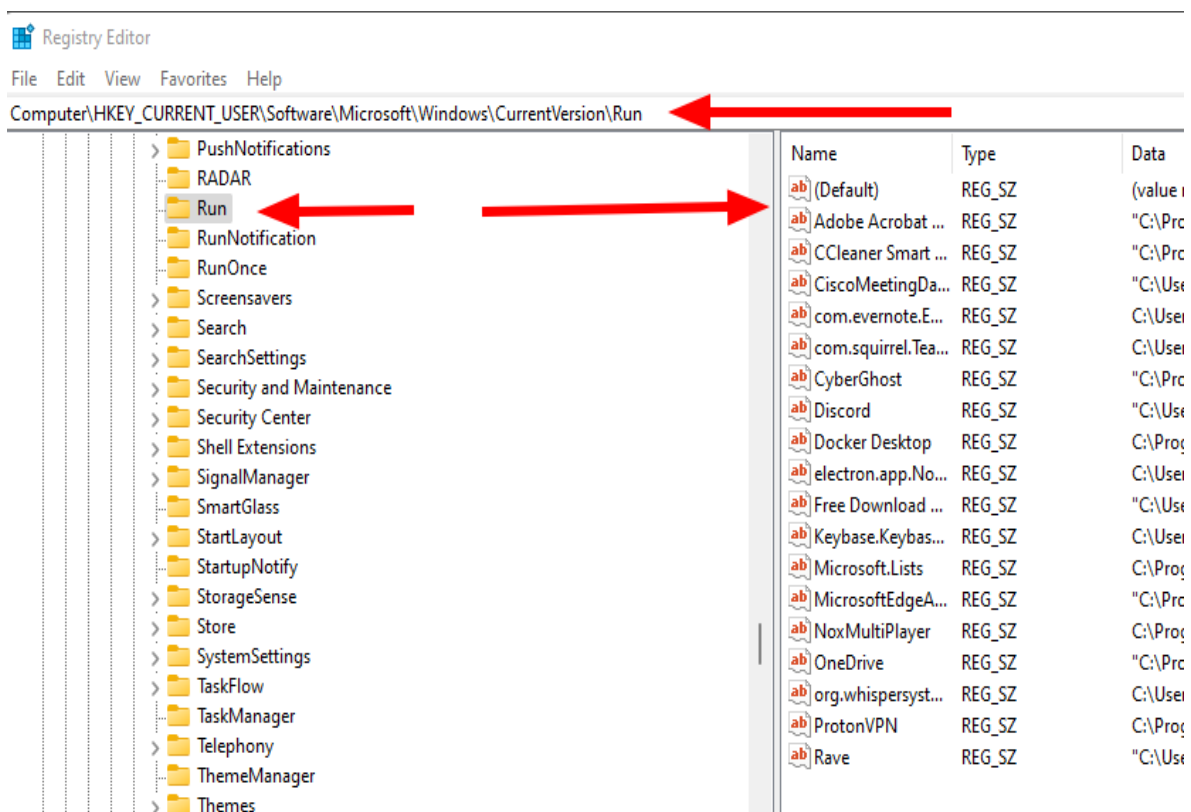 Registry Editor
File Edit View Favorites Help
Computer\HKEY_CURRENT_USER\Software\Microsoft\Windows\CurrentVersion\Run
PushNotifications
RADAR
Run
RunNotification
RunOnce
Screensavers
Search
SearchSettings
Security and Maintenance
Security Center
Shell Extensions
SignalManager
SmartGlass
StartLayout
StartupNotify
StorageSense
Store
SystemSettings
TaskFlow
TaskManager
Telephony
ThemeManager
Themes
Name Type Data
(Default) REG_SZ (value
Adobe Acrobat ... REG_SZ "C:\Pro
CCleaner Smart ... REG_SZ "C:\Pro
CiscoMeetingDa... REG_SZ "C:\Use
com.evernote.E... REG_SZ C:\User
com.squirrel.Tea... REG_SZ C:\User
CyberGhost REG_SZ "C:\Pro
Discord REG_SZ "C:\Use
Docker Desktop REG_SZ C:\Prog
electron.app.No... REG_SZ C:\User
Free Download ... REG_SZ "C:\Use
Keybase.Keybas... REG_SZ C:\User
Microsoft.Lists REG_SZ C:\Prog
MicrosoftEdgeA... REG_SZ "C:\Pro
NoxMultiPlayer REG_SZ C:\Prog
OneDrive REG_SZ "C:\Pro
org.whispersyst... REG_SZ C:\User
ProtonVPN REG_SZ C:\Prog
Rave REG_SZ "C:\Use